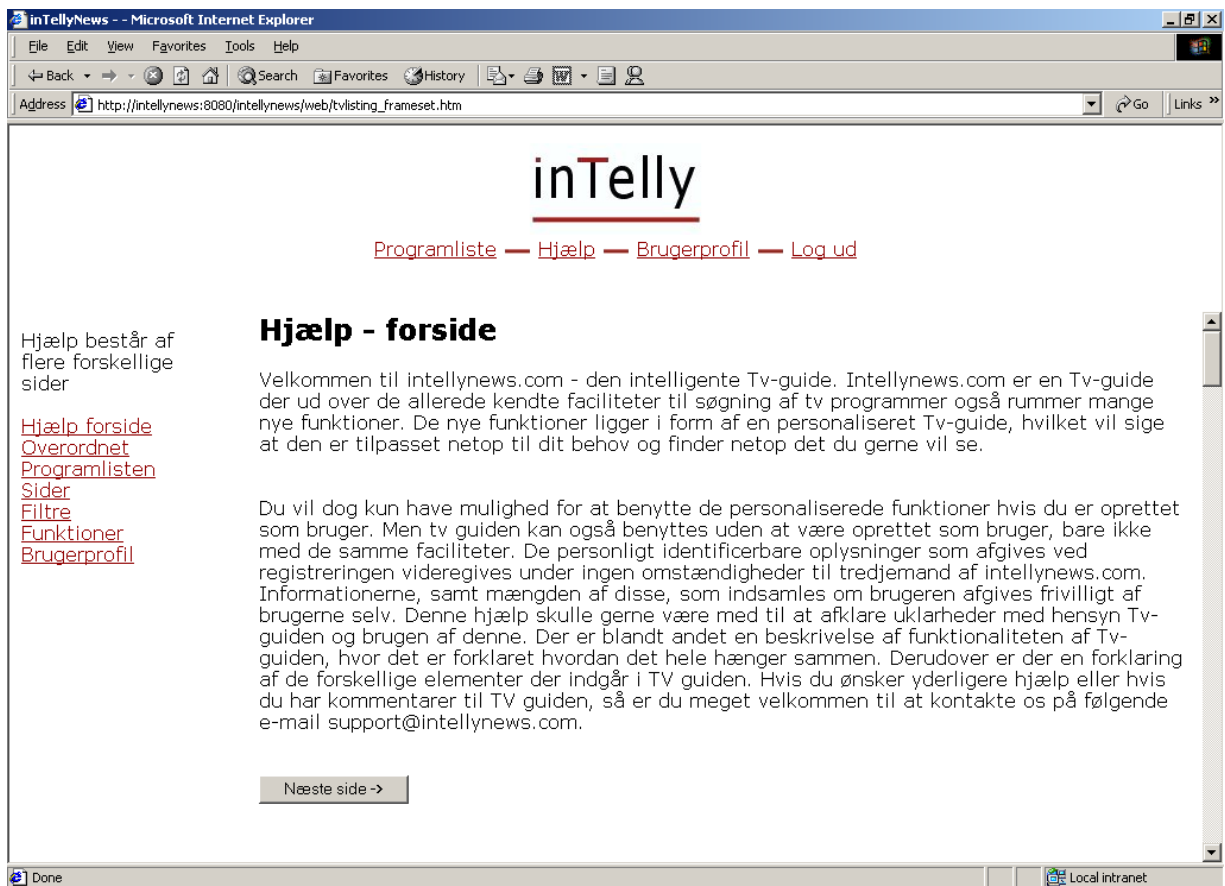 inTellyNews - - Microsoft Internet Explorer
File Edit View Favorites Tools Help
Back Search Favorites History
Address http://intellynews:8080/intellynews/web/tvlisting_frameset.htm Go Links »
inTelly
Programliste — Hjælp — Brugerprofil — Log ud
Hjælp består af
flere forskellige
sider
Hjælp forside
Overordnet
Programlisten
Sider
Filtre
Funktioner
Brugerprofil
Hjælp - forside
Velkommen til intellynews.com - den intelligente Tv-guide. Intellynews.com er en Tv-guide
der ud over de allerede kendte faciliteter til søgning af tv programmer også rummer mange
nye funktioner. De nye funktioner ligger i form af en personaliseret Tv-guide, hvilket vil sige
at den er tilpasset netop til dit behov og finder netop det du gerne vil se.
Du vil dog kun have mulighed for at benytte de personaliserede funktioner hvis du er oprettet
som bruger. Men tv guiden kan også benyttes uden at være oprettet som bruger, bare ikke
med de samme faciliteter. De personligt identificerbare oplysninger som afgives ved
registreringen videregives under ingen omstændigheder til tredjemand af intellynews.com.
Informationerne, samt mængden af disse, som indsamles om brugeren afgives frivilligt af
brugerne selv. Denne hjælp skulle gerne være med til at afklare uklarheder med hensyn Tv-
guiden og brugen af denne. Der er blandt andet en beskrivelse af funktionaliteten af Tv-
guiden, hvor det er forklaret hvordan det hele hænger sammen. Derudover er der en forklaring
af de forskellige elementer der indgår i TV guiden. Hvis du ønsker yderligere hjælp eller hvis
du har kommentarer til TV guiden, så er du meget velkommen til at kontakte os på følgende
e-mail support@intellynews.com.
Næste side ->
Done Local intranet